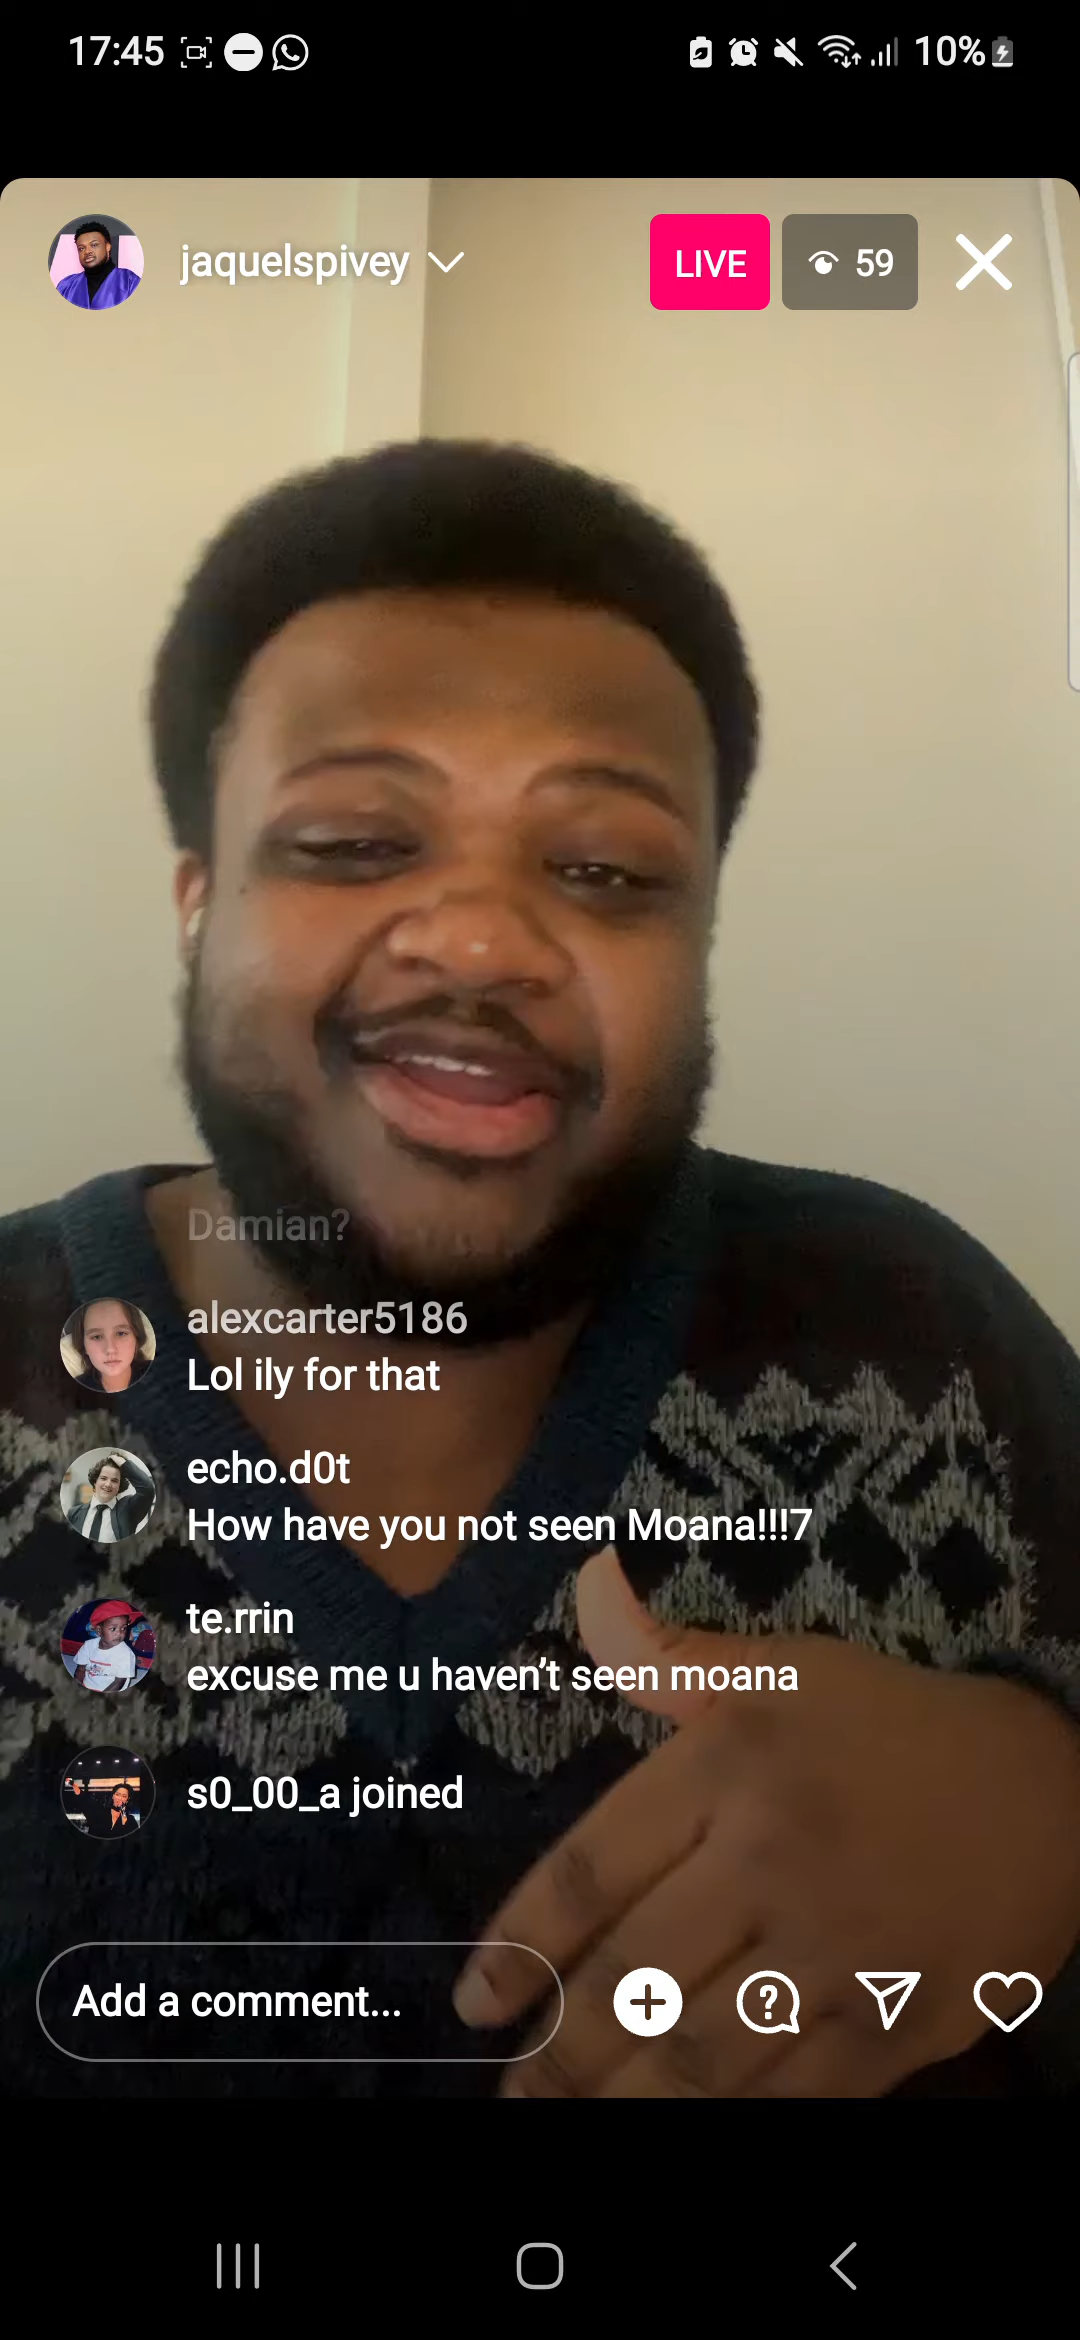 17:45
10%
jaquelspivey
LIVE
59
Damian?
alexcarter5186
Lol ily for that
echo.d0t
How have you not seen Moana!!!7
te.rrin
excuse me u haven't seen moana
s0_00_a joined
Add a comment...